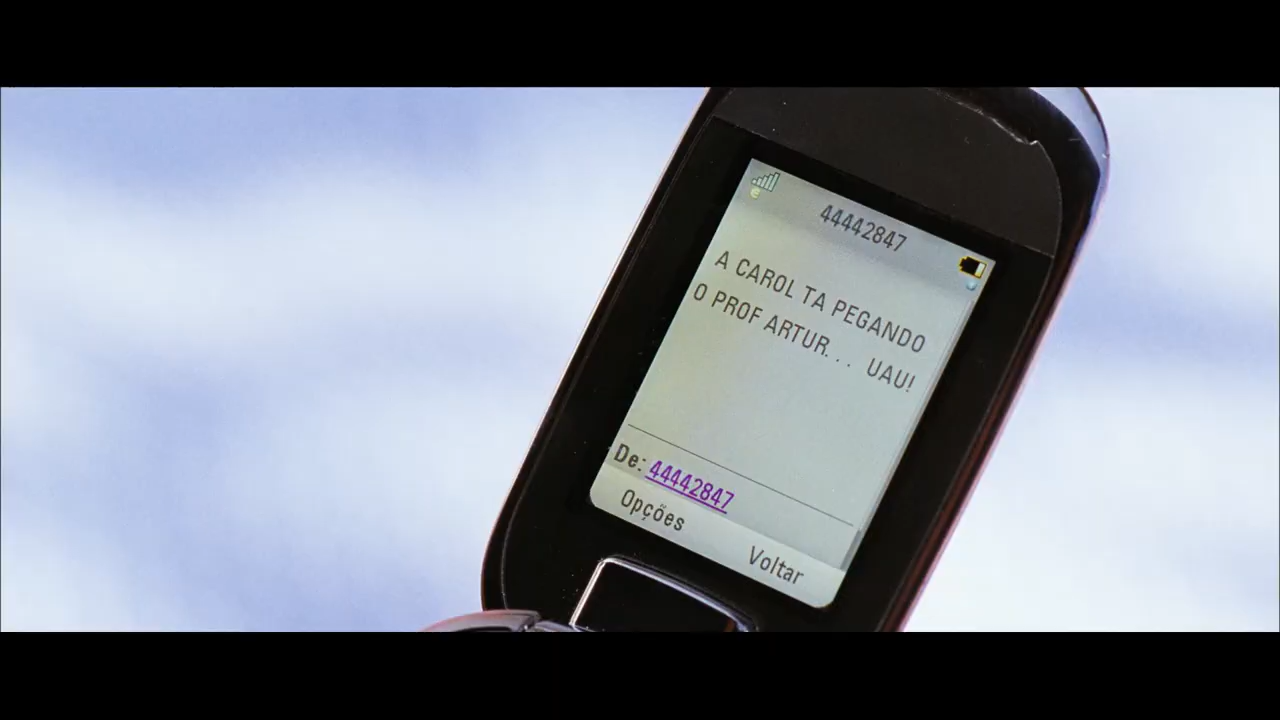 44442847
A CAROL TA PEGANDO
O PROF ARTUR... UAU!
De: 44442847
Opções
Voltar